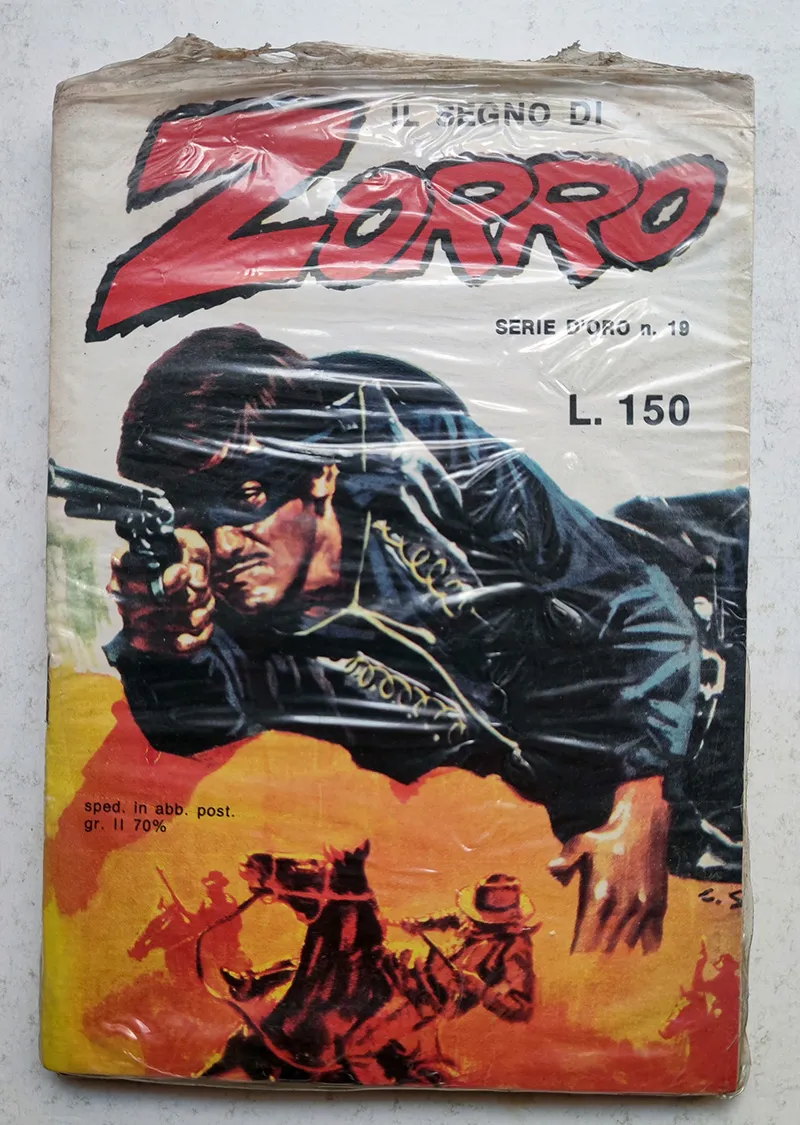 IL SEGNO DI
ZORRO
SERIE D'ORO n. 19
L. 150
sped. in abb. post.
gr. II 70%